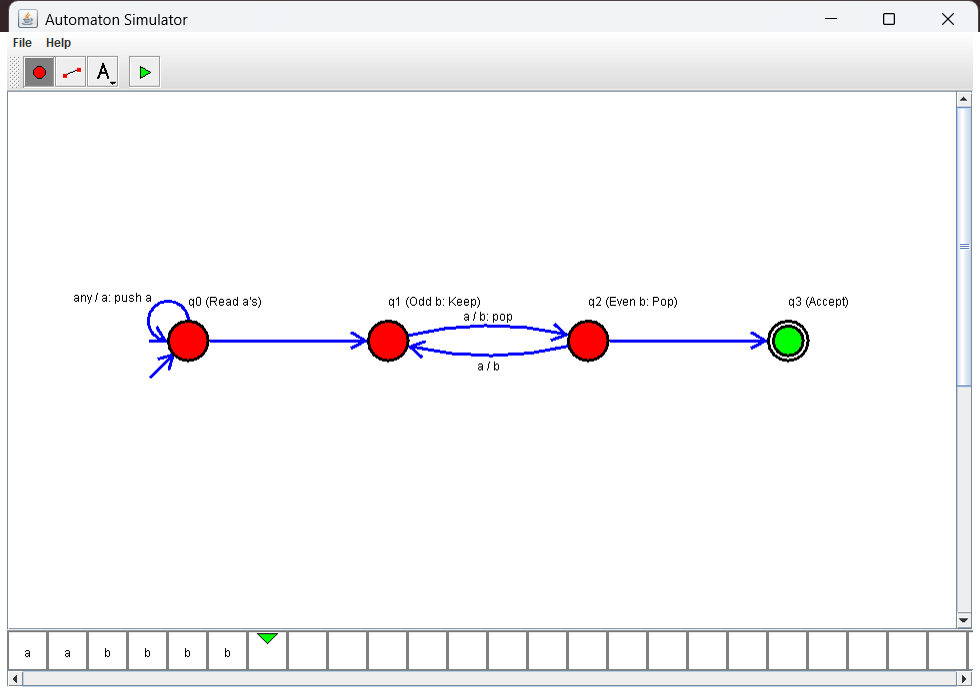 Automaton Simulator
File Help
A
any / a: push a
q0 (Read a's)
q1 (Odd b: Keep)
q2 (Even b: Pop)
q3 (Accept)
a / b: pop
a / b
a a b b b b